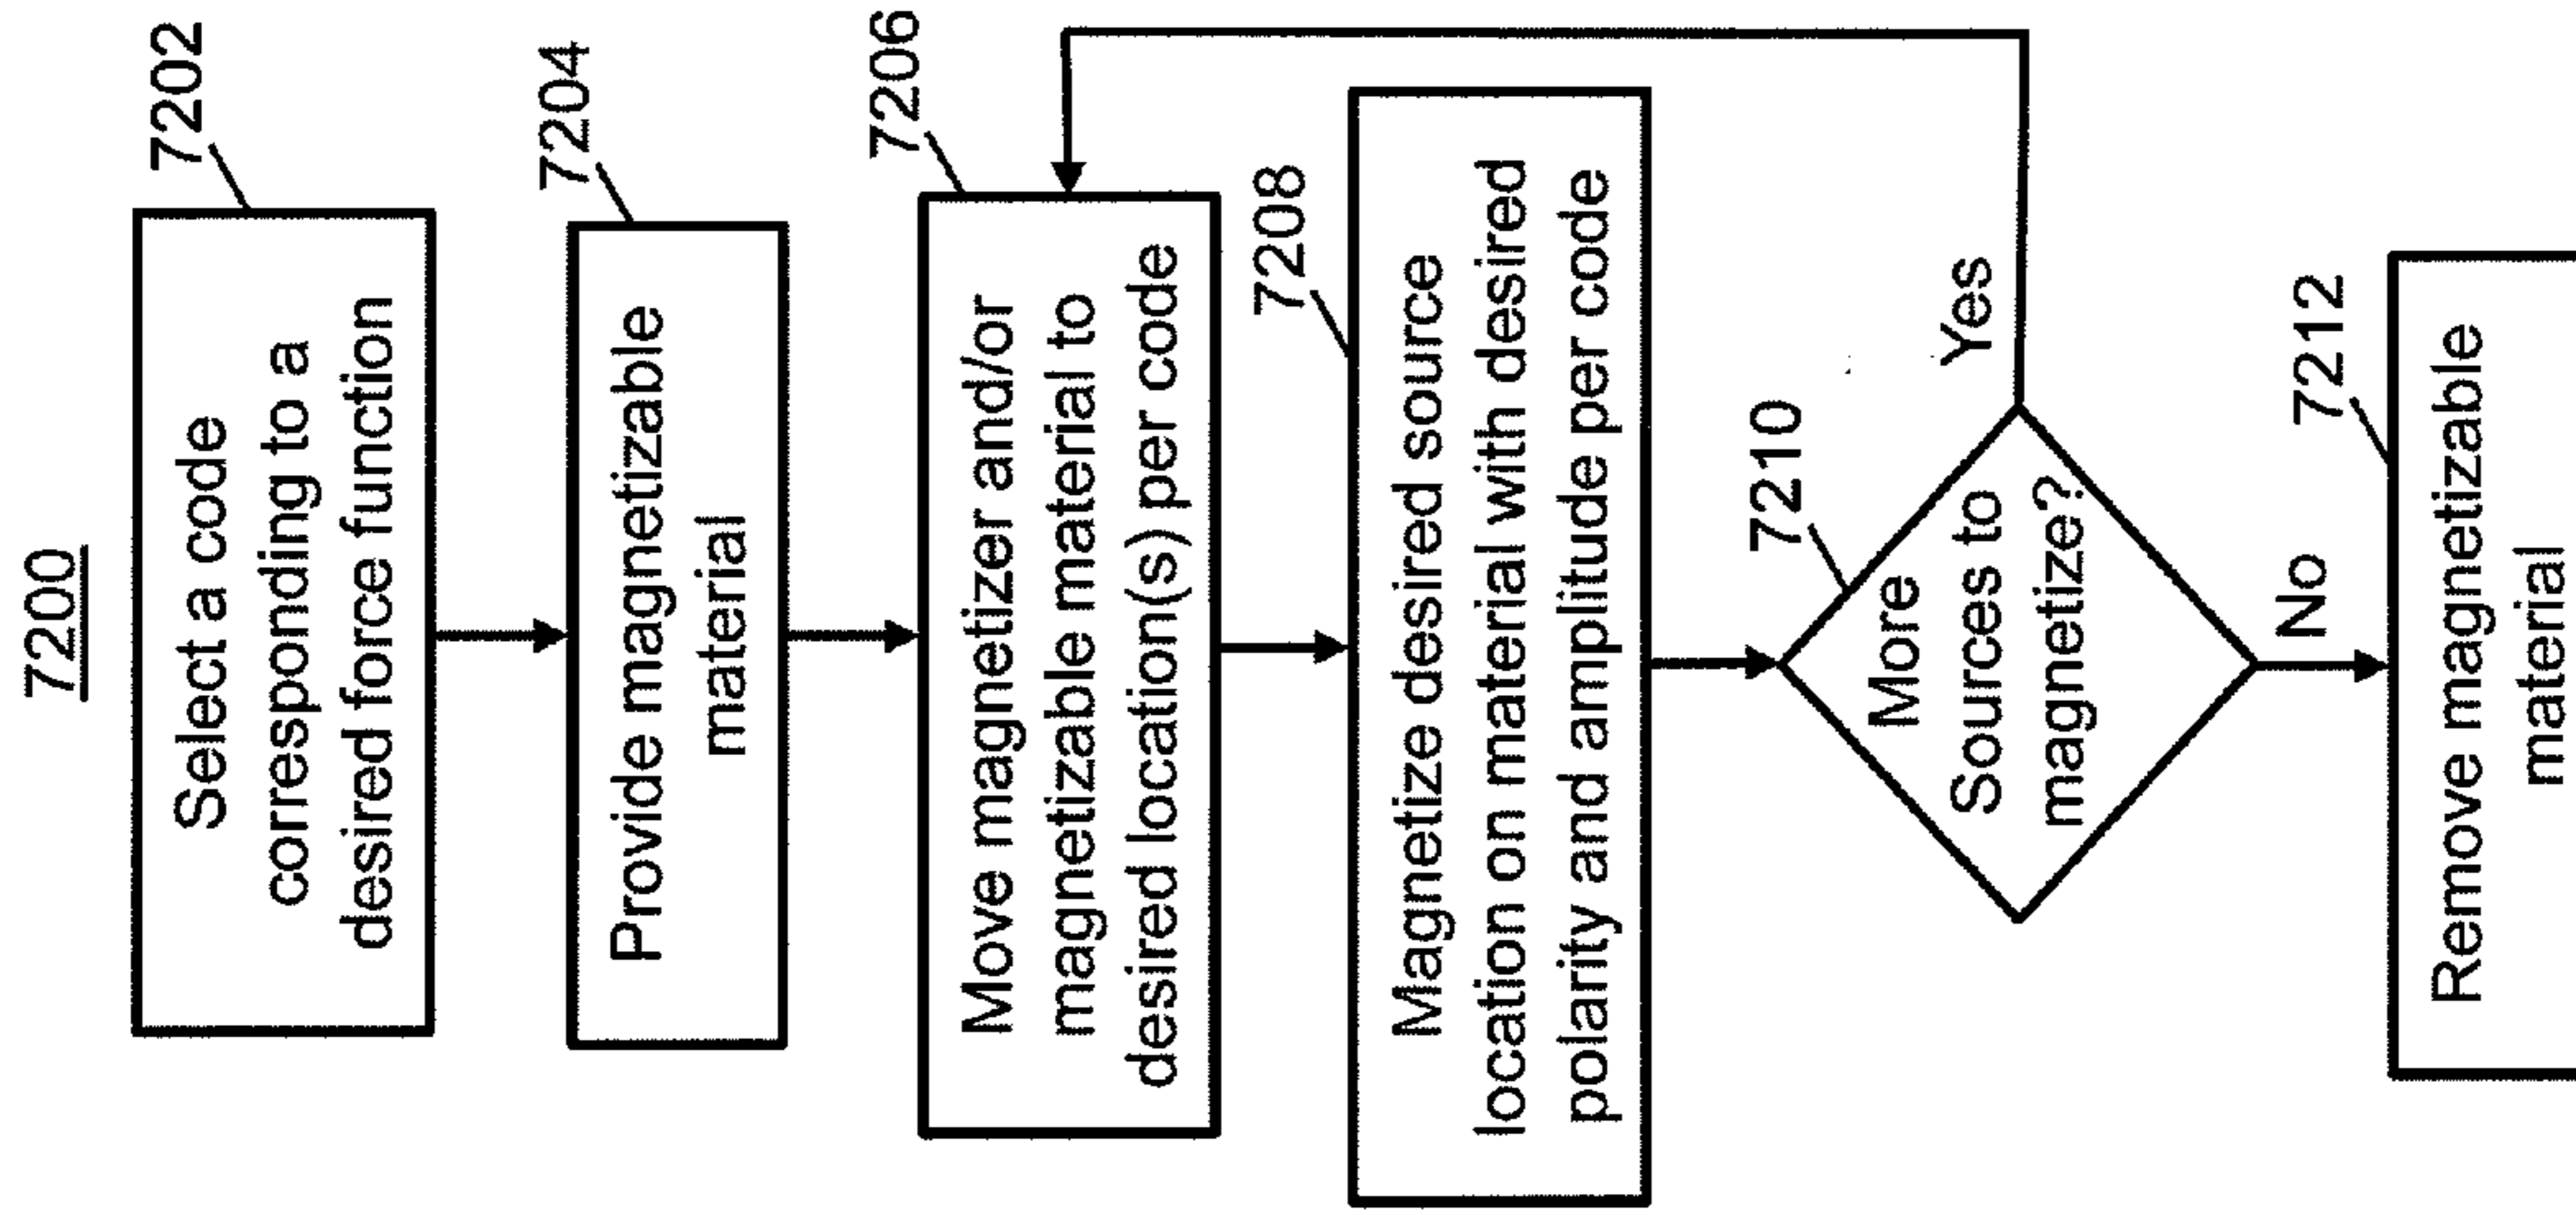 7200
7202
Select a code
corresponding to a
desired force function
7204
Provide magnetizable
material
7206
Move magnetizer and/or
magnetizable material to
desired location(s) per code
7208
Magnetize desired source
location on material with desired
polarity and amplitude per code
7210
More
Sources to
magnetize?
Yes
No
7212
Remove magnetizable
material